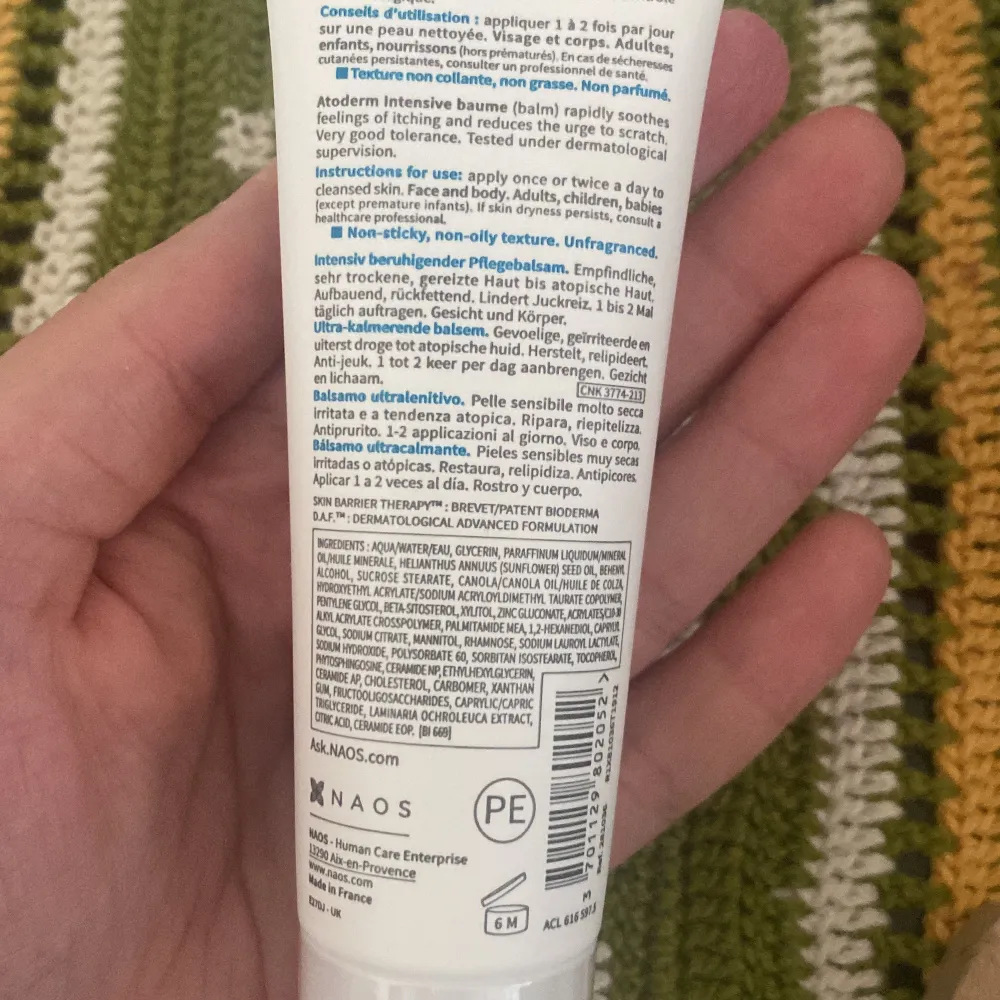 Conseils d'utilisation : appliquer 1 à 2 fois par jour
sur une peau nettoyée. Visage et corps. Adultes,
enfants, nourrissons (hors prématurés). En cas de sécheresses
cutanées persistantes, consulter un professionnel de santé.
Texture non collante, non grasse. Non parfumé.
Atoderm Intensive baume (balm) rapidly soothes
feelings of itching and reduces the urge to scratch.
Very good tolerance. Tested under dermatological
supervision.
Instructions for use: apply once or twice a day to
cleansed skin. Face and body. Adults, children, babies
(except premature infants). If skin dryness persists, consult a
healthcare professional.
Non-sticky, non-oily texture. Unfragranced.
Intensiv beruhigender Pflegebalsam. Empfindliche,
sehr trockene, gereizte Haut bis atopische Haut.
Aufbauend, rückfettend. Lindert Juckreiz. 1 bis 2 Mal
täglich auftragen. Gesicht und Körper.
Ultra-kalmerende balsem. Gevoelige, geïrriteerde en
uiterst droge tot atopische huid. Herstelt, relipideert.
Anti-jeuk. 1 tot 2 keer per dag aanbrengen. Gezicht
en lichaam.
CNK 3774-213
Balsamo ultralenitivo. Pelle sensibile molto secca
irritata e a tendenza atopica. Ripara, riepitelizza.
Antiprurito. 1-2 applicazioni al giorno. Viso e corpo.
Bálsamo ultracalmante. Pieles sensibles muy secas
irritadas o atópicas. Restaura, relipidiza. Antipicores.
Aplicar 1 a 2 veces al día. Rostro y cuerpo.
SKIN BARRIER THERAPY™ : BREVET/PATENT BIODERMA
D.A.F.™ : DERMATOLOGICAL ADVANCED FORMULATION
INGREDIENTS : AQUA/WATER/EAU, GLYCERIN, PARAFFINUM LIQUIDUM/MINERAL
OIL/HUILE MINERALE, HELIANTHUS ANNUUS (SUNFLOWER) SEED OIL, BEHENYL
ALCOHOL, SUCROSE STEARATE, CANOLA/CANOLA OIL/HUILE DE COLZA,
HYDROXYETHYL ACRYLATE/SODIUM ACRYLOYLDIMETHYL TAURATE COPOLYMER,
PENTYLENE GLYCOL, BETA-SITOSTEROL, XYLITOL, ZINC GLUCONATE, ACRYLATES/C10-30
ALKYL ACRYLATE CROSSPOLYMER, PALMITAMIDE MEA, 1,2-HEXANEDIOL, CAPRYLYL
GLYCOL, SODIUM CITRATE, MANNITOL, RHAMNOSE, SODIUM LAUROYL LACTYLATE,
SODIUM HYDROXIDE, POLYSORBATE 60, SORBITAN ISOSTEARATE, TOCOPHEROL,
PHYTOSPHINGOSINE, CERAMIDE NP, ETHYLHEXYLGLYCERIN,
CERAMIDE AP, CHOLESTEROL, CARBOMER, XANTHAN
GUM, FRUCTOOLIGOSACCHARIDES, CAPRYLIC/CAPRIC
TRIGLYCERIDE, LAMINARIA OCHROLEUCA EXTRACT,
CITRIC ACID, CERAMIDE EOP. [BI 669]
Ask.NAOS.com
NAOS
PE
NAOS - Human Care Enterprise
13290 Aix-en-Provence
www.naos.com
Made in France
- UK
6 M
ACL 616 597.5
3 701129 802052 >